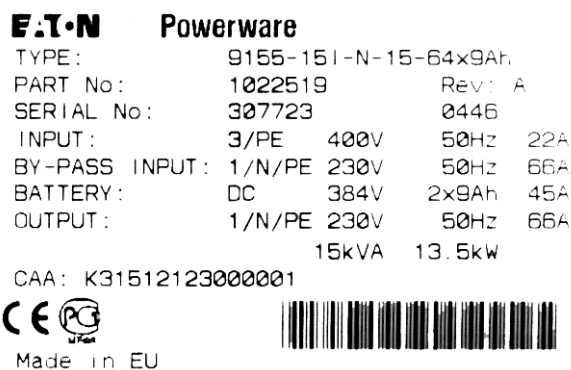 EATON Powerware
TYPE: 9155-15I-N-15-64x9Ah
PART No: 1022519 Rev: A
SERIAL No: 307723 0446
INPUT: 3/PE 400V 50Hz 22A
BY-PASS INPUT: 1/N/PE 230V 50Hz 66A
BATTERY: DC 384V 2x9Ah 45A
OUTPUT: 1/N/PE 230V 50Hz 66A
15kVA 13.5kW
CAA: K31512123000001
CE PG
Made in EU